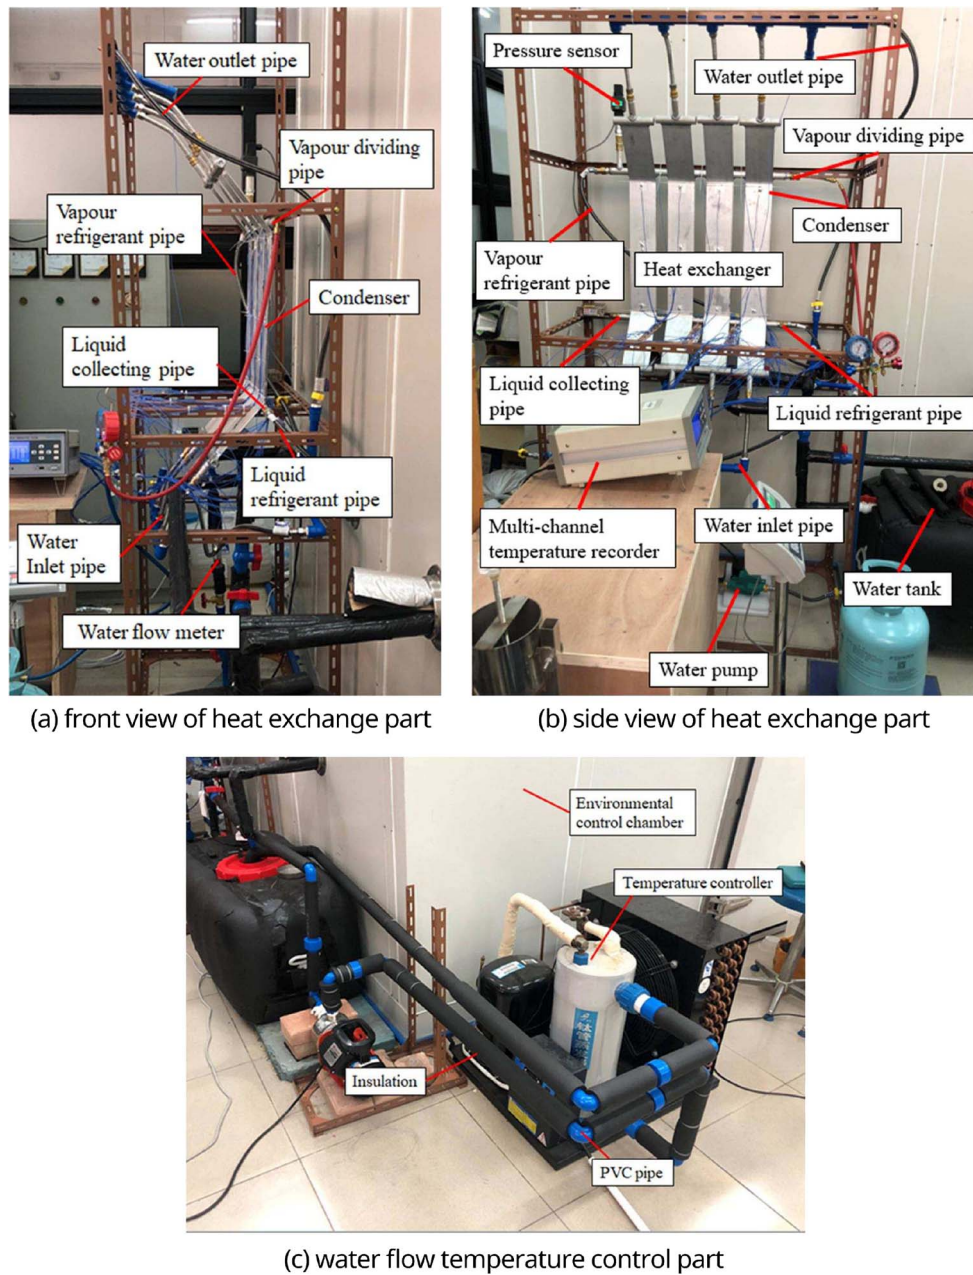 Water outlet pipe
Vapour dividing
pipe
Vapour
refrigerant pipe
Condenser
Liquid
collecting pipe
Liquid
refrigerant pipe
Water
Inlet pipe
Water flow meter
(a) front view of heat exchange part
Pressure sensor
Water outlet pipe
Vapour dividing pipe
Condenser
Vapour
refrigerant pipe
Heat exchanger
Liquid collecting
pipe
Liquid refrigerant pipe
Multi-channel
temperature recorder
Water inlet pipe
Water tank
Water pump
(b) side view of heat exchange part
Environmental
control chamber
Temperature controller
Insulation
PVC pipe
(c) water flow temperature control part